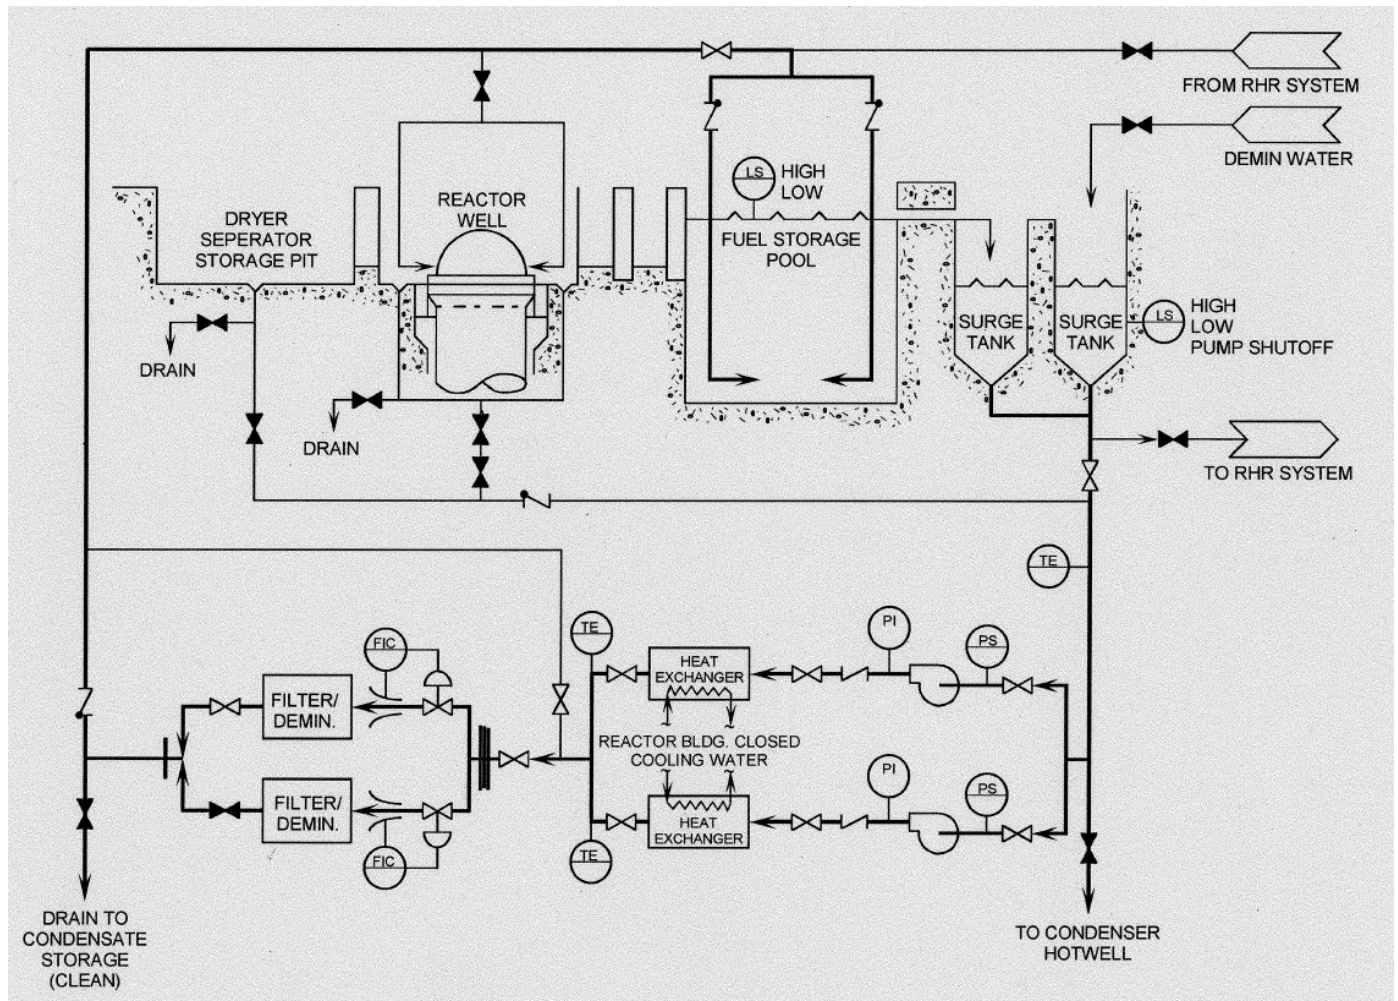 FROM RHR SYSTEM
DEMIN WATER
LS
HIGH
LOW
REACTOR
WELL
DRYER
SEPERATOR
STORAGE PIT
FUEL STORAGE
POOL
SURGE
TANK
SURGE
TANK
LS
HIGH
LOW
PUMP SHUTOFF
DRAIN
DRAIN
TO RHR SYSTEM
TE
TE
PI
PS
FIC
HEAT
EXCHANGER
FILTER/
DEMIN.
REACTOR BLDG. CLOSED
COOLING WATER
PI
PS
FILTER/
DEMIN.
HEAT
EXCHANGER
FIC
TE
DRAIN TO
CONDENSATE
STORAGE
(CLEAN)
TO CONDENSER
HOTWELL